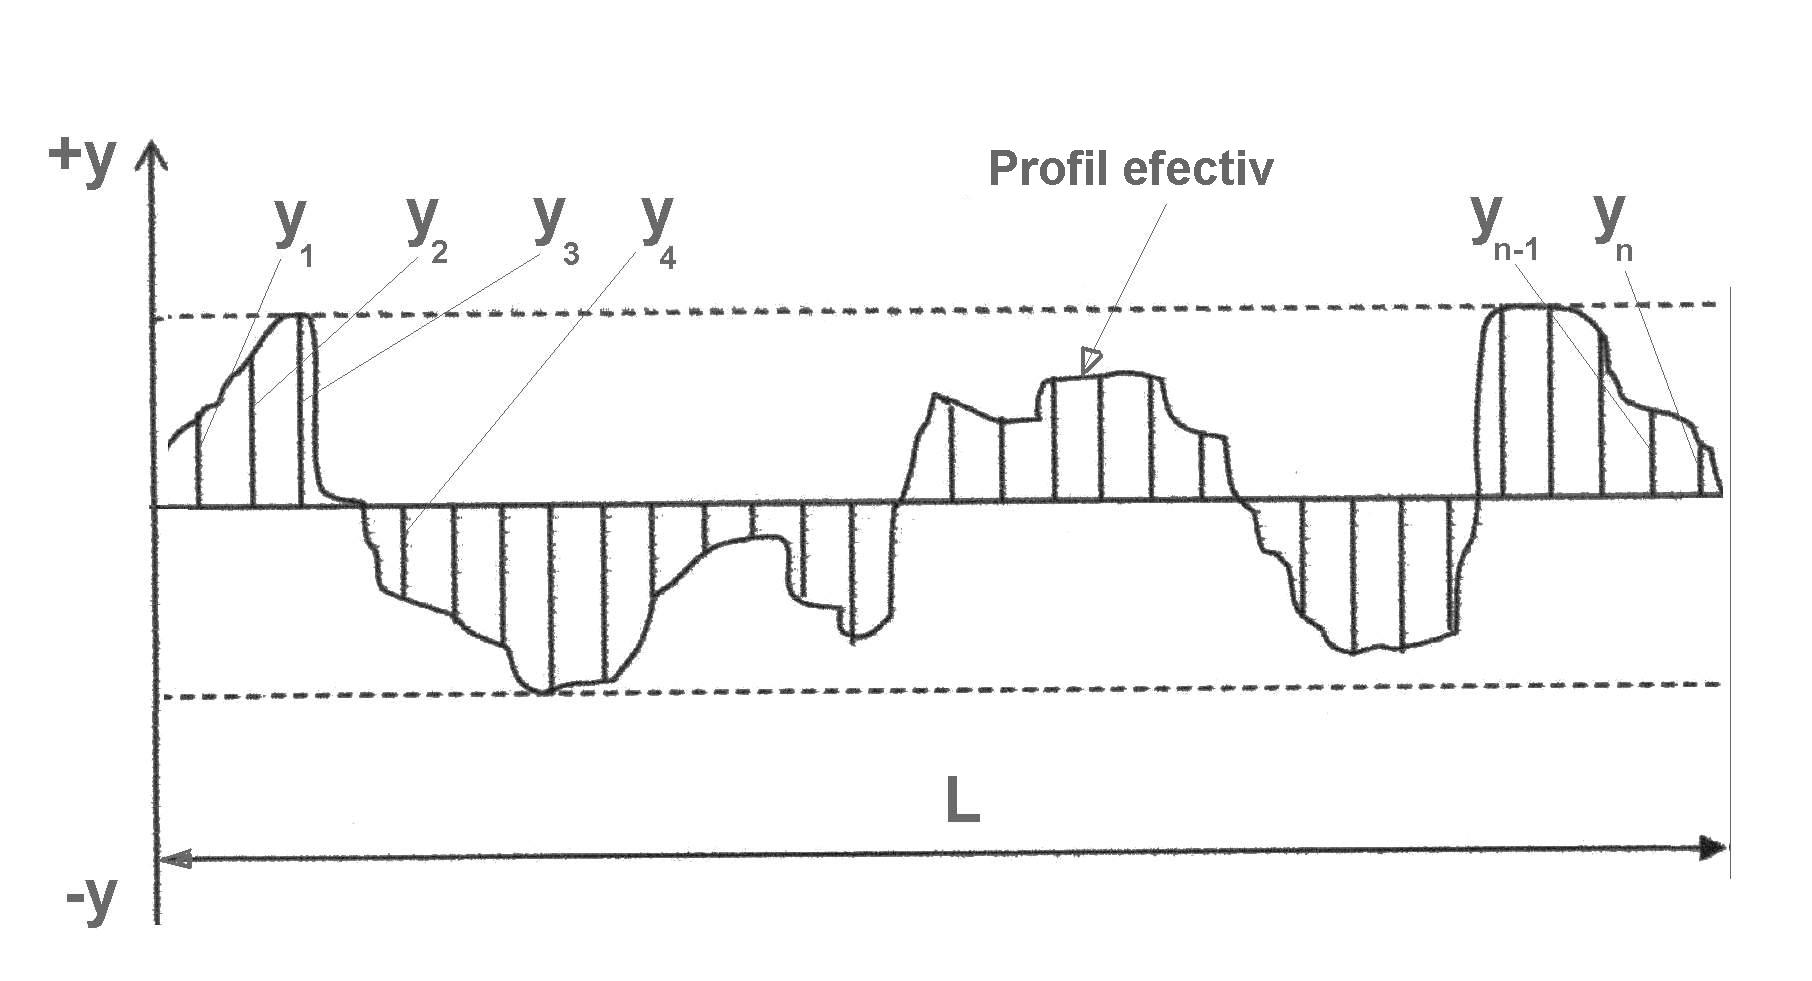 +y
Profil efectiv
y1
y2
y3
y4
yn-1
yn
L
-y